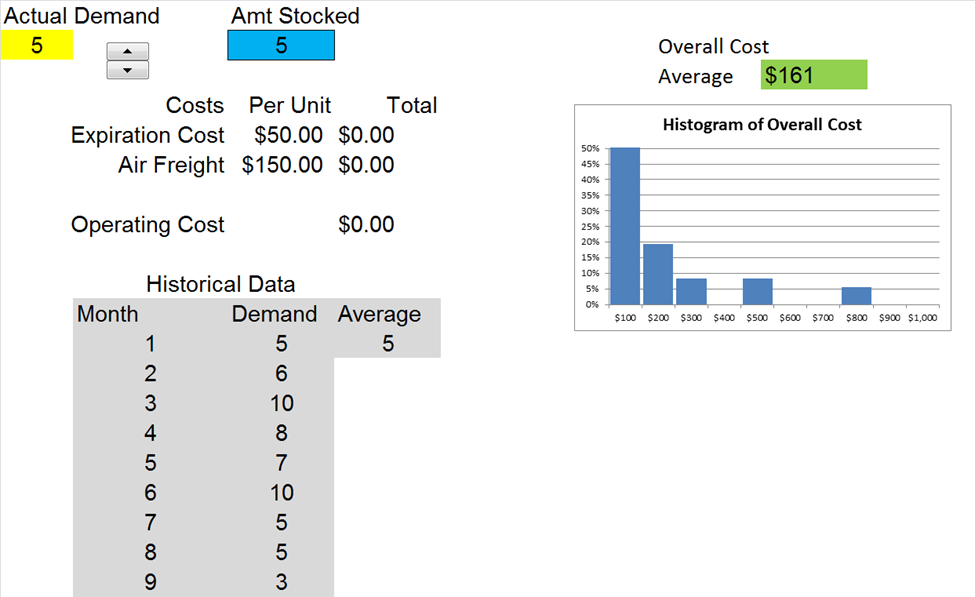 Actual Demand Amt Stocked
5 5
Overall Cost
Average $161
Costs Per Unit Total
Expiration Cost $50.00 $0.00
Air Freight $150.00 $0.00
Operating Cost $0.00
Historical Data
Month Demand Average
1 5 5
2 6
3 10
4 8
5 7
6 10
7 5
8 5
9 3
Histogram of Overall Cost
50%
45%
40%
35%
30%
25%
20%
15%
10%
5%
0%
$100 $200 $300 $400 $500 $600 $700 $800 $900 $1,000